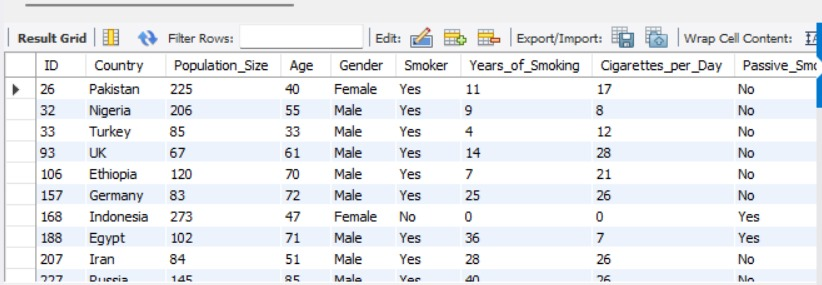 Result Grid Filter Rows: Edit: Export/Import: Wrap Cell Content:
ID Country Population_Size Age Gender Smoker Years_of_Smoking Cigarettes_per_Day Passive_Smo
26 Pakistan 225 40 Female Yes 11 17 No
32 Nigeria 206 55 Male Yes 9 8 No
33 Turkey 85 33 Male Yes 4 12 No
93 UK 67 61 Male Yes 14 28 No
106 Ethiopia 120 70 Male Yes 7 21 No
157 Germany 83 72 Male Yes 25 26 No
168 Indonesia 273 47 Female No 0 0 Yes
188 Egypt 102 71 Male Yes 36 7 Yes
207 Iran 84 51 Male Yes 28 26 No
227 Russia 145 85 Male Yes 40 26 No